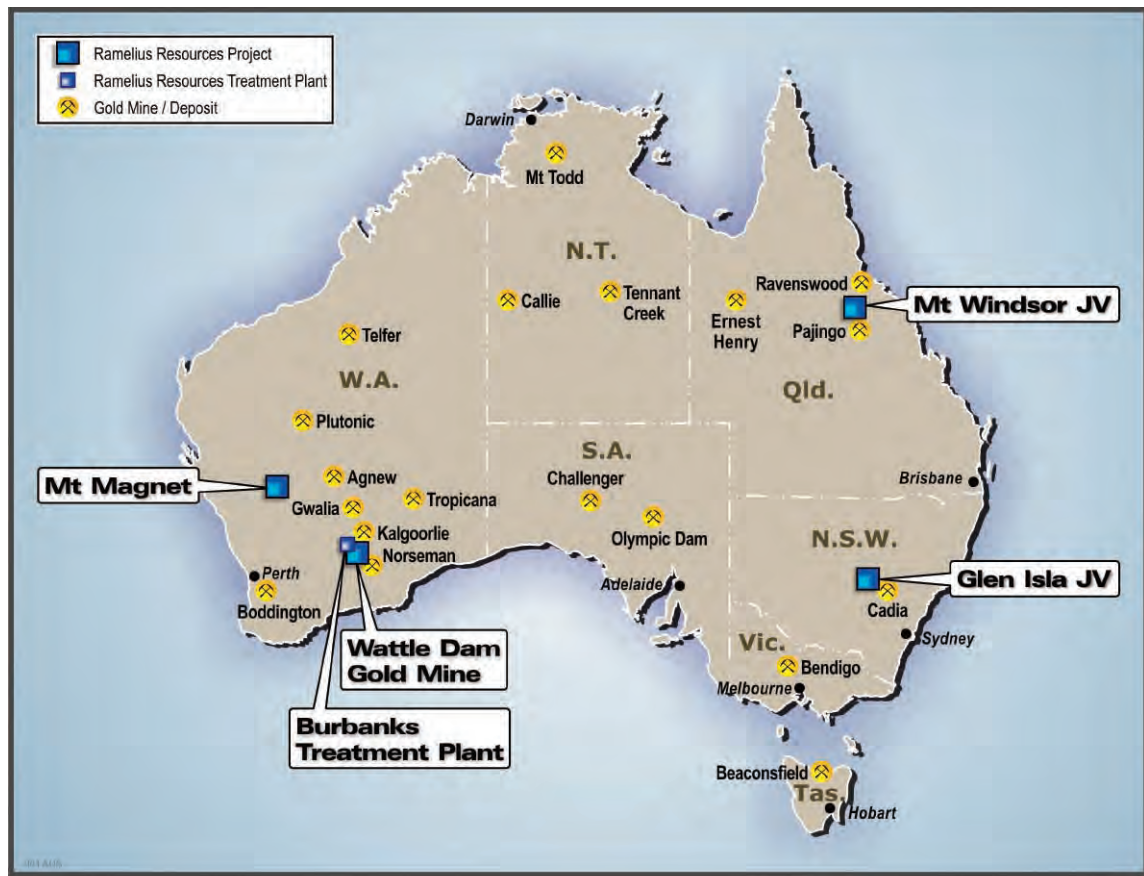 Ramelius Resources Project
Ramelius Resources Treatment Plant
Gold Mine / Deposit
Darwin
Mt Todd
N.T.
Callie
Tennant
Creek
Ravenswood
Ernest
Henry
Pajingo
Mt Windsor JV
Telfer
W.A.
Qld.
Plutonic
S.A.
Mt Magnet
Agnew
Challenger
Brisbane
Gwalia
Tropicana
Olympic Dam
N.S.W.
Kalgoorlie
Norseman
Perth
Boddington
Adelaide
Glen Isla JV
Cadia
Sydney
Wattle Dam
Gold Mine
Vic.
Bendigo
Melbourne
Burbanks
Treatment Plant
Beaconsfield
Tas.
Hobart